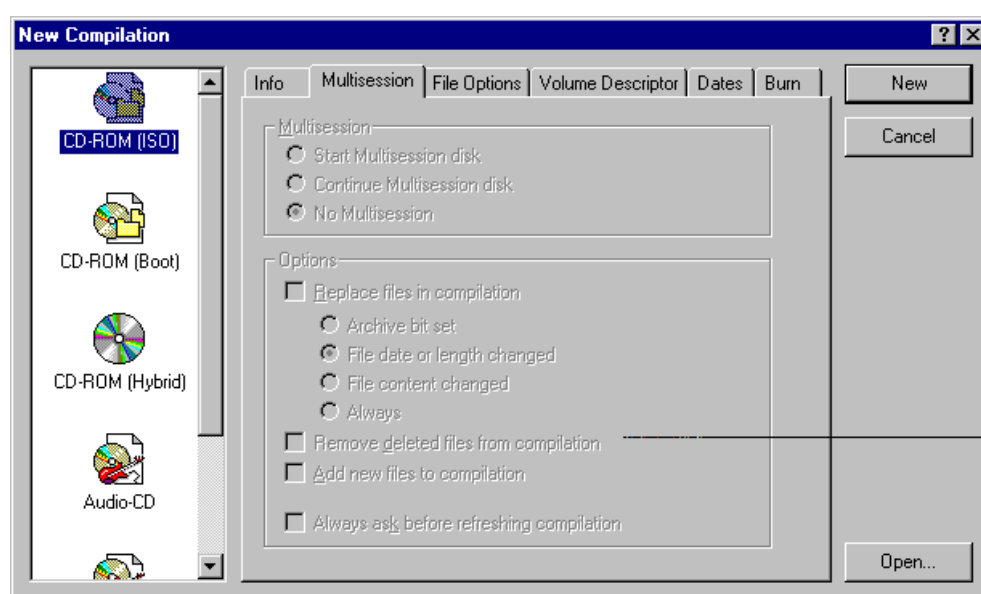 New Compilation
CD-ROM (ISO)
CD-ROM (Boot)
CD-ROM (Hybrid)
Audio-CD
Info Multisession File Options Volume Descriptor Dates Burn
Multisession
Start Multisession disk
Continue Multisession disk
No Multisession
Options
Replace files in compilation
Archive bit set
File date or length changed
File content changed
Always
Remove deleted files from compilation
Add new files to compilation
Always ask before refreshing compilation
New
Cancel
Open...